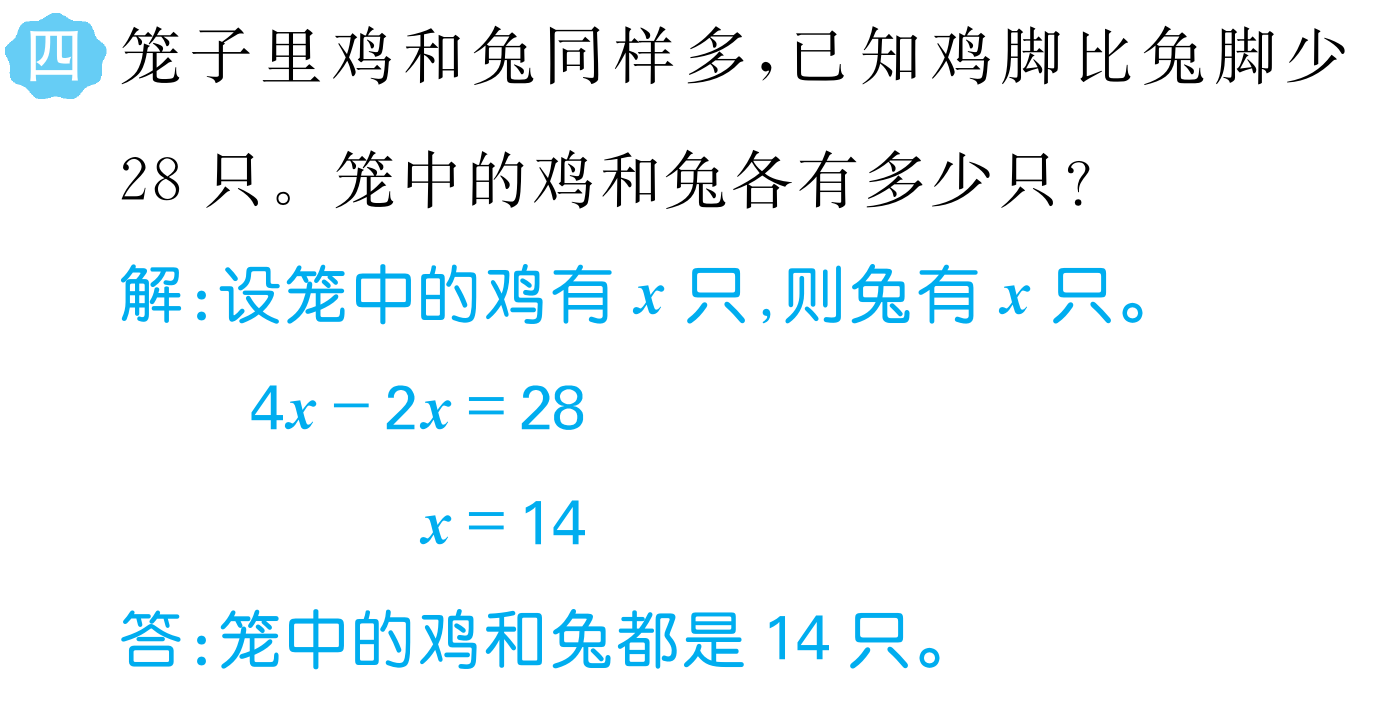 四 笼子里鸡和兔同样多,已知鸡脚比兔脚少
28 只。笼中的鸡和兔各有多少只?
解:设笼中的鸡有 x 只,则兔有 x 只。
4x－2x＝28
x＝14
答:笼中的鸡和兔都是 14 只。